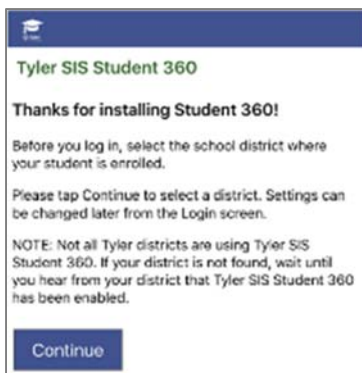 Tyler SIS Student 360
Thanks for installing Student 360!
Before you log in, select the school district where
your student is enrolled.
Please tap Continue to select a district. Settings can
be changed later from the Login screen.
NOTE: Not all Tyler districts are using Tyler SIS
Student 360. If your district is not found, wait until
you hear from your district that Tyler SIS Student 360
has been enabled.
Continue